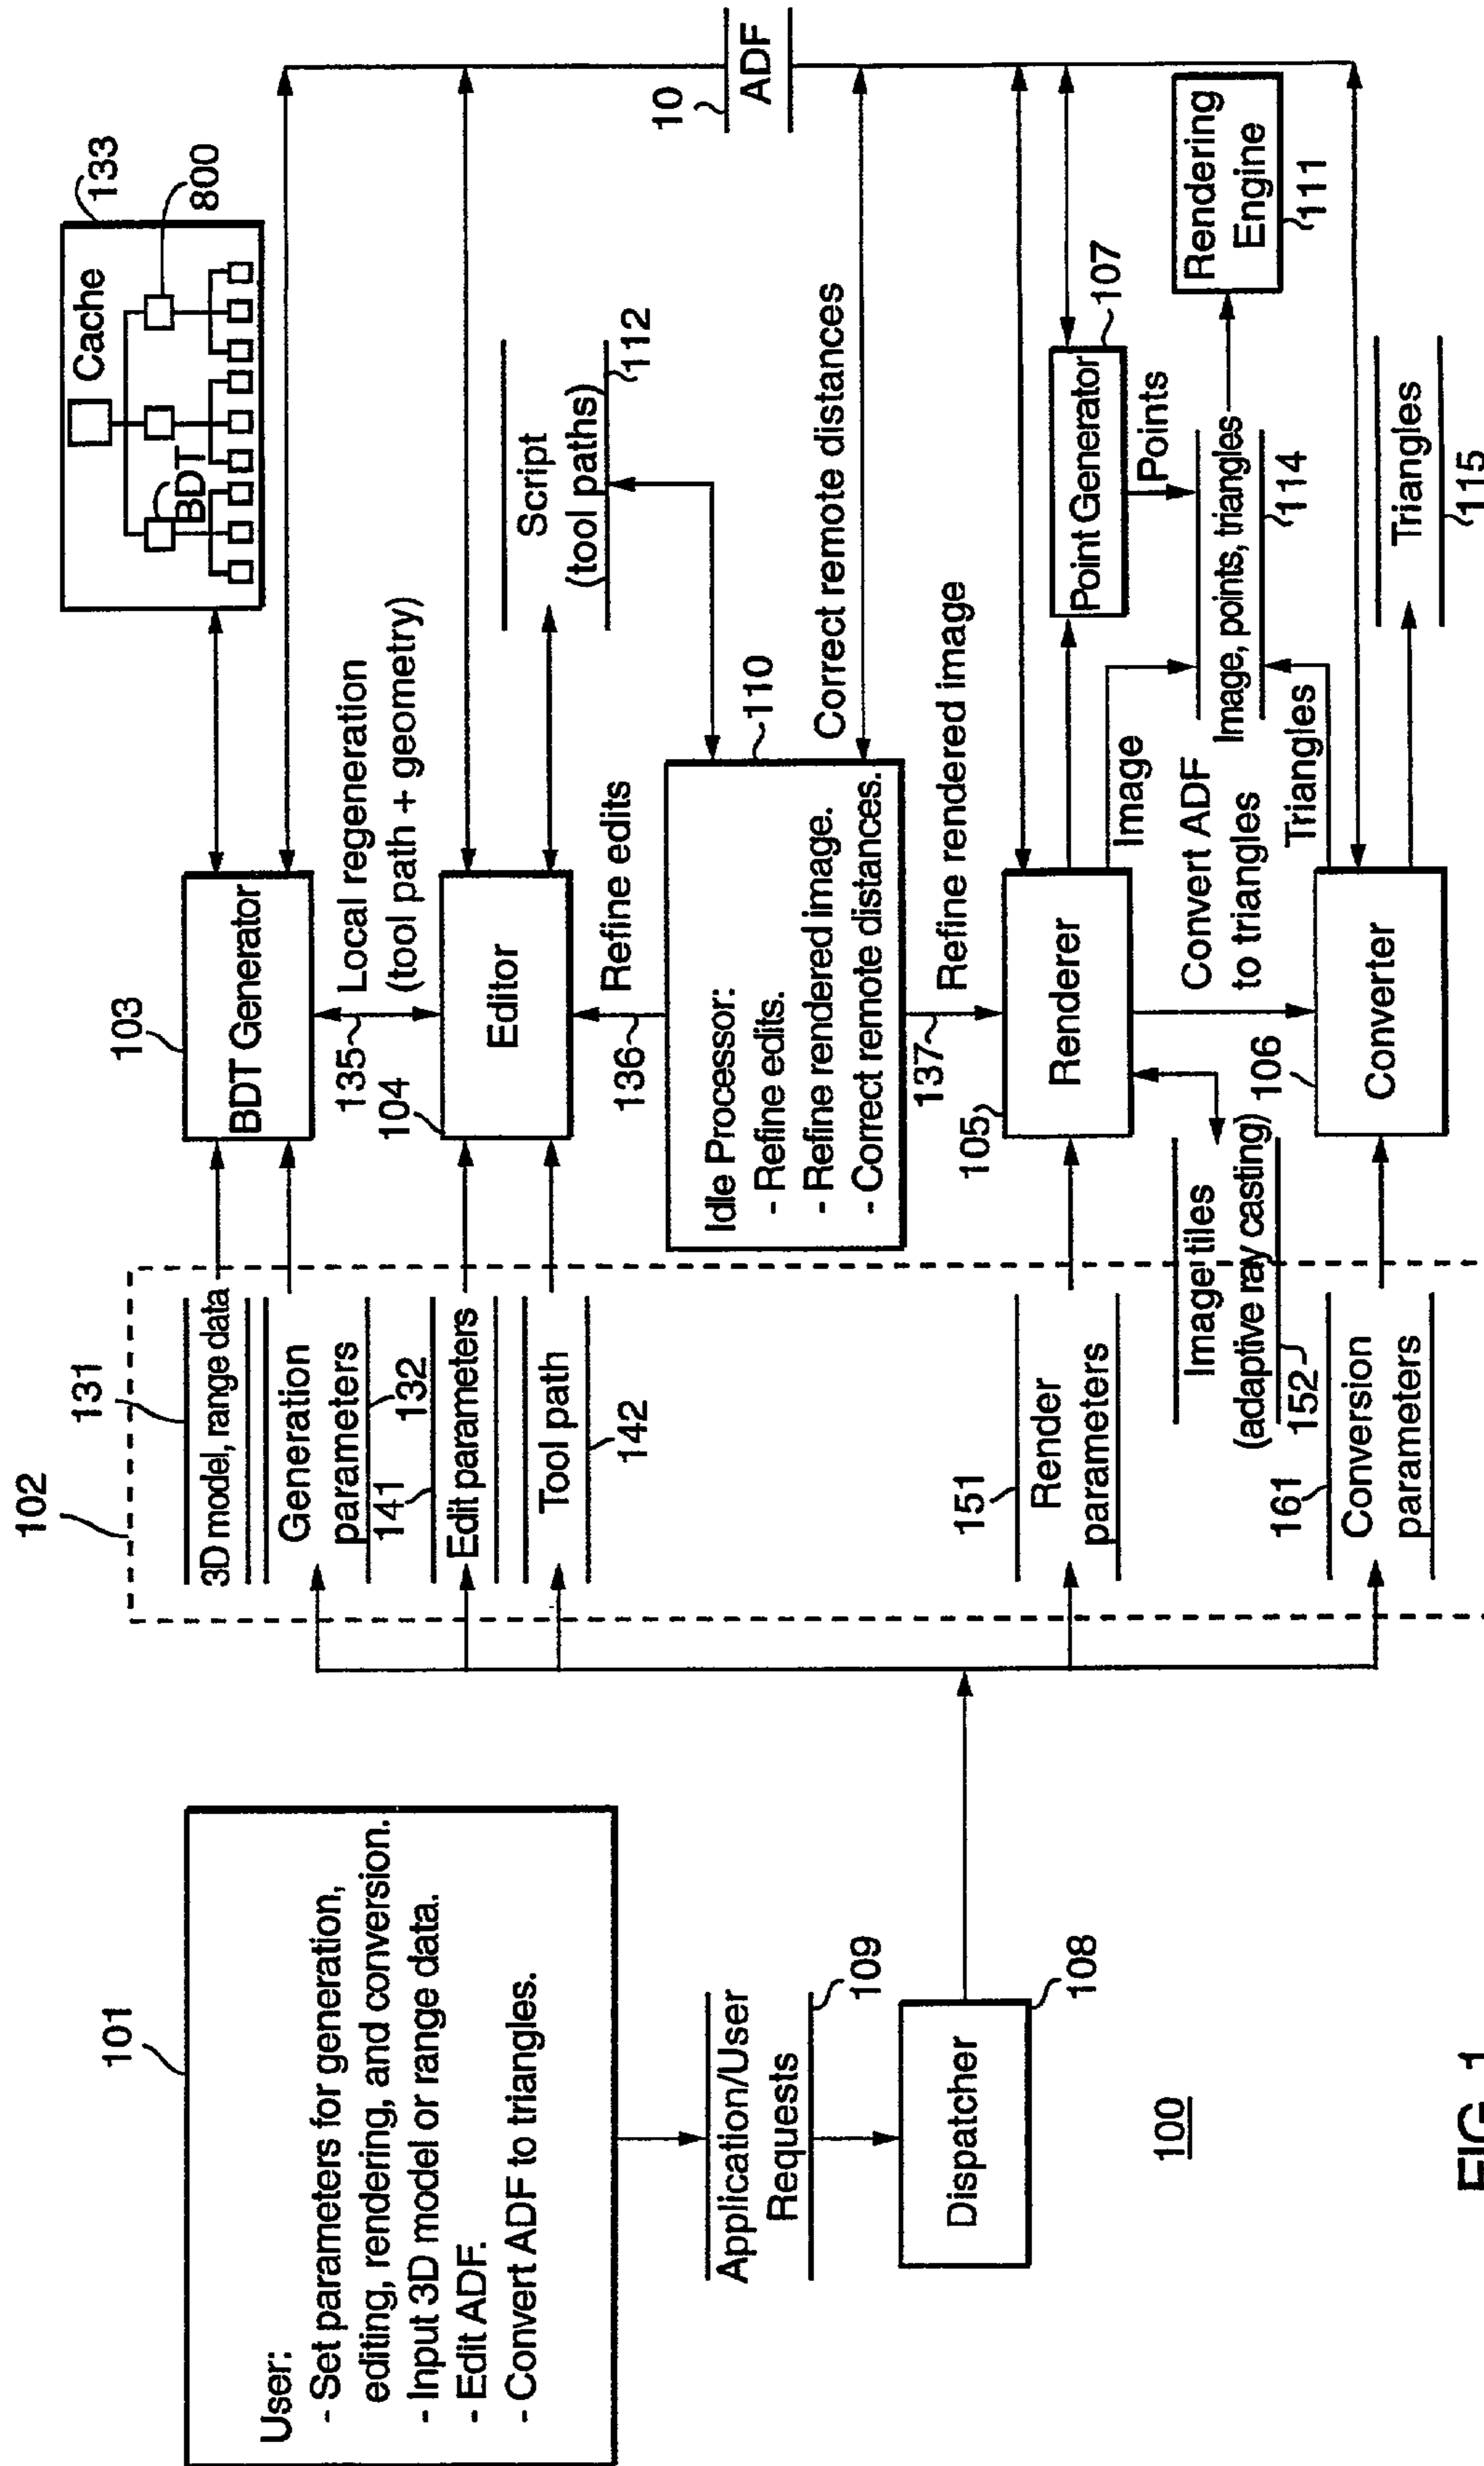 102
131
3D model, range data
Generation
parameters
132
141
Edit parameters
Tool path
142
151
Render
parameters
Image tiles
(adaptive ray casting)
152
161
Conversion
parameters
101
User:
- Set parameters for generation,
editing, rendering, and conversion.
- Input 3D model or range data.
- Edit ADF.
- Convert ADF to triangles.
Application/User
Requests
109
Dispatcher
108
100
103
BDT Generator
135
Local regeneration
(tool path + geometry)
104
Editor
136
Refine edits
Idle Processor:
- Refine edits.
- Refine rendered image.
- Correct remote distances.
110
137
Refine rendered image
105
Renderer
Convert ADF
to triangles
106
Converter
Cache
BDT
133
800
Script
(tool paths)
112
Correct remote distances
10
ADF
Point Generator
107
Points
Image
Image, points, triangles
114
Triangles
Rendering
Engine
111
Triangles
115
FIG. 1